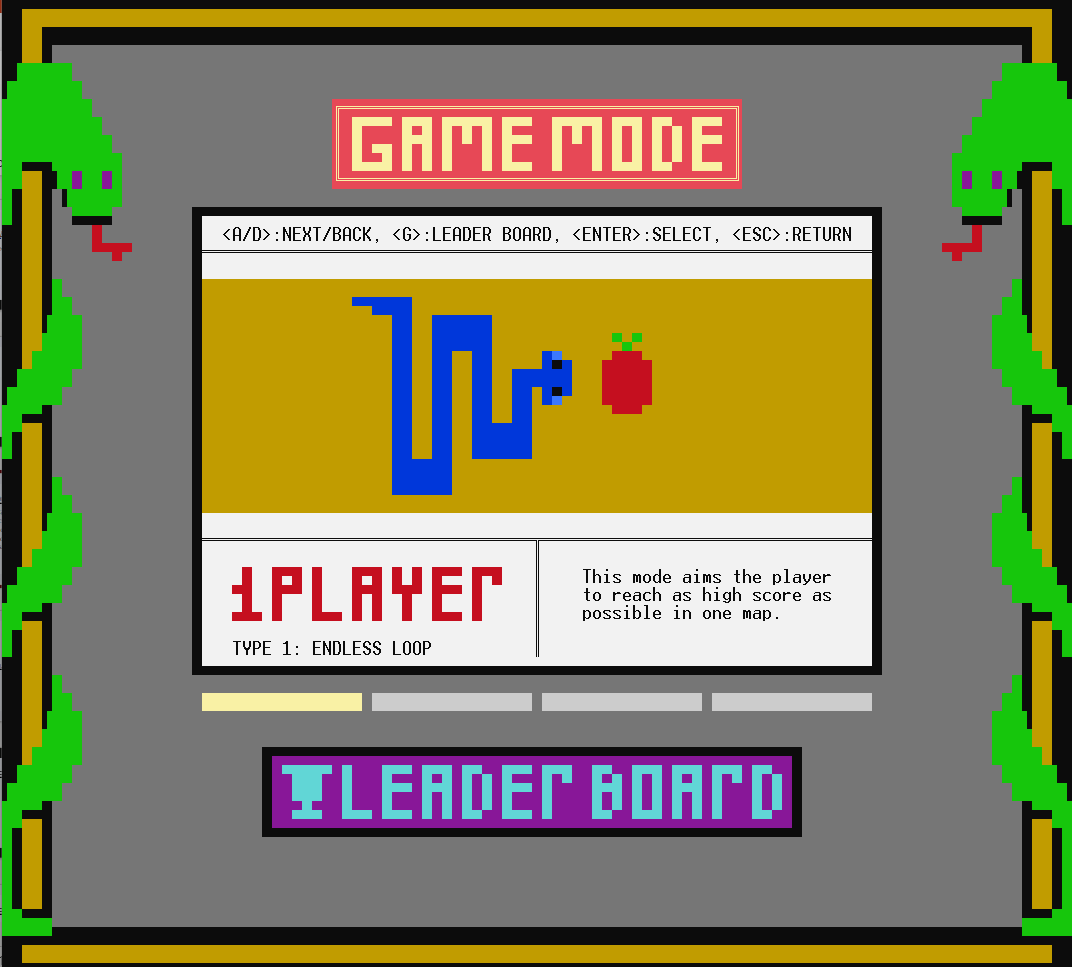 GAME MODE
<A/D>:NEXT/BACK, <G>:LEADER BOARD, <ENTER>:SELECT, <ESC>:RETURN
1PLAYER
TYPE 1: ENDLESS LOOP
This mode aims the player
to reach as high score as
possible in one map.
LEADER BOARD